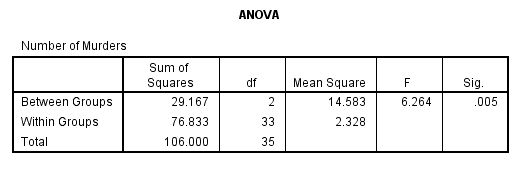 ANOVA
Number of Murders
Sum of Squares df Mean Square F Sig.
Between Groups 29.167 2 14.583 6.264 .005
Within Groups 76.833 33 2.328
Total 106.000 35